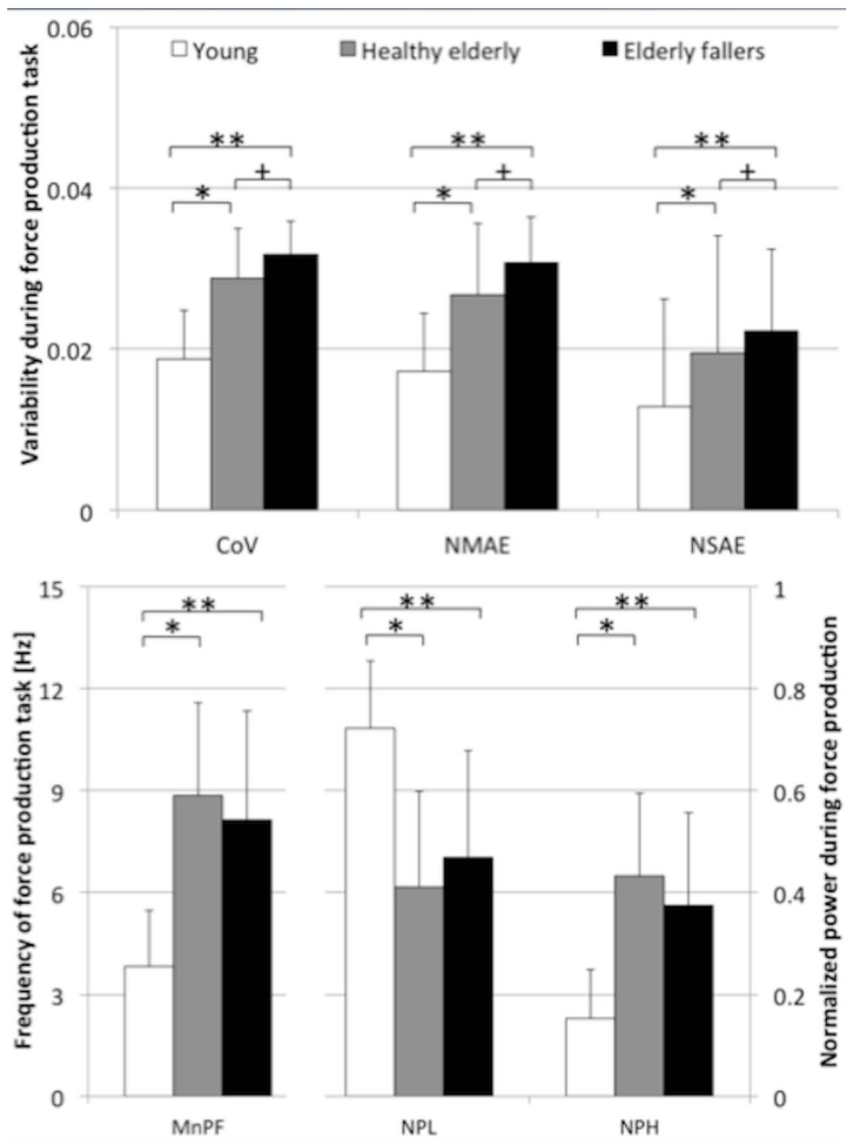 Variability during force production task
0.06
0.04
0.02
0
Young Healthy elderly Elderly fallers
** ** **
+ + +
* * *
CoV NMAE NSAE
Frequency of force production task [Hz]
15
12
9
6
3
0
** ** **
* * *
MnPF NPL NPH
1
0.8
0.6
0.4
0.2
0
Normalized power during force production